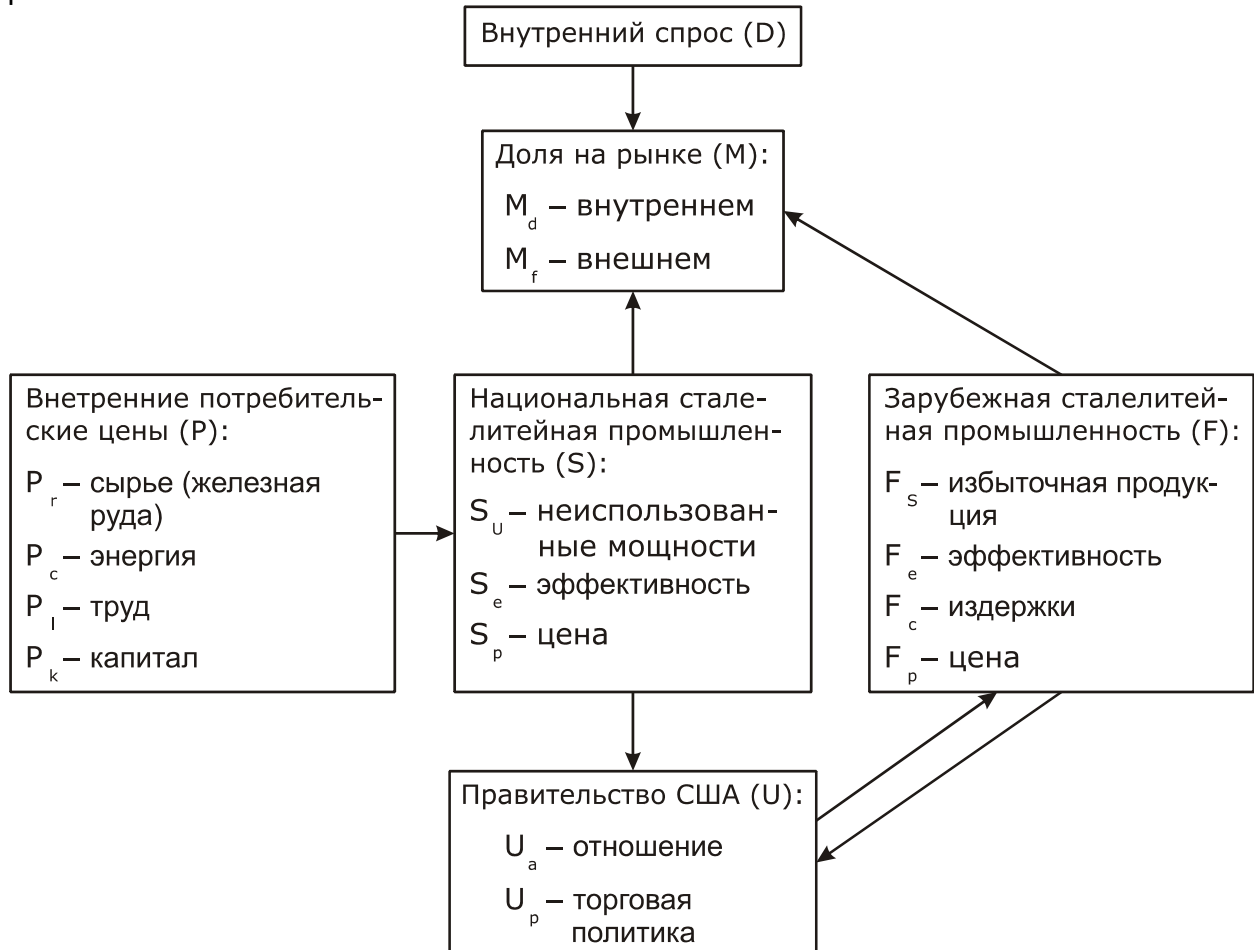 Внутренний спрос (D)
Доля на рынке (M):
M d – внутреннем
M f – внешнем
Внетренние потребитель-
ские цены (P):
P r – сырье (железная
руда)
P c – энергия
P l – труд
P k – капитал
Национальная стале-
литейная промышлен-
ность (S):
S U – неиспользован-
ные мощности
S e – эффективность
S p – цена
Зарубежная сталелитей-
ная промышленность (F):
F S – избыточная продук-
ция
F e – эффективность
F c – издержки
F p – цена
Правительство США (U):
U a – отношение
U p – торговая
политика